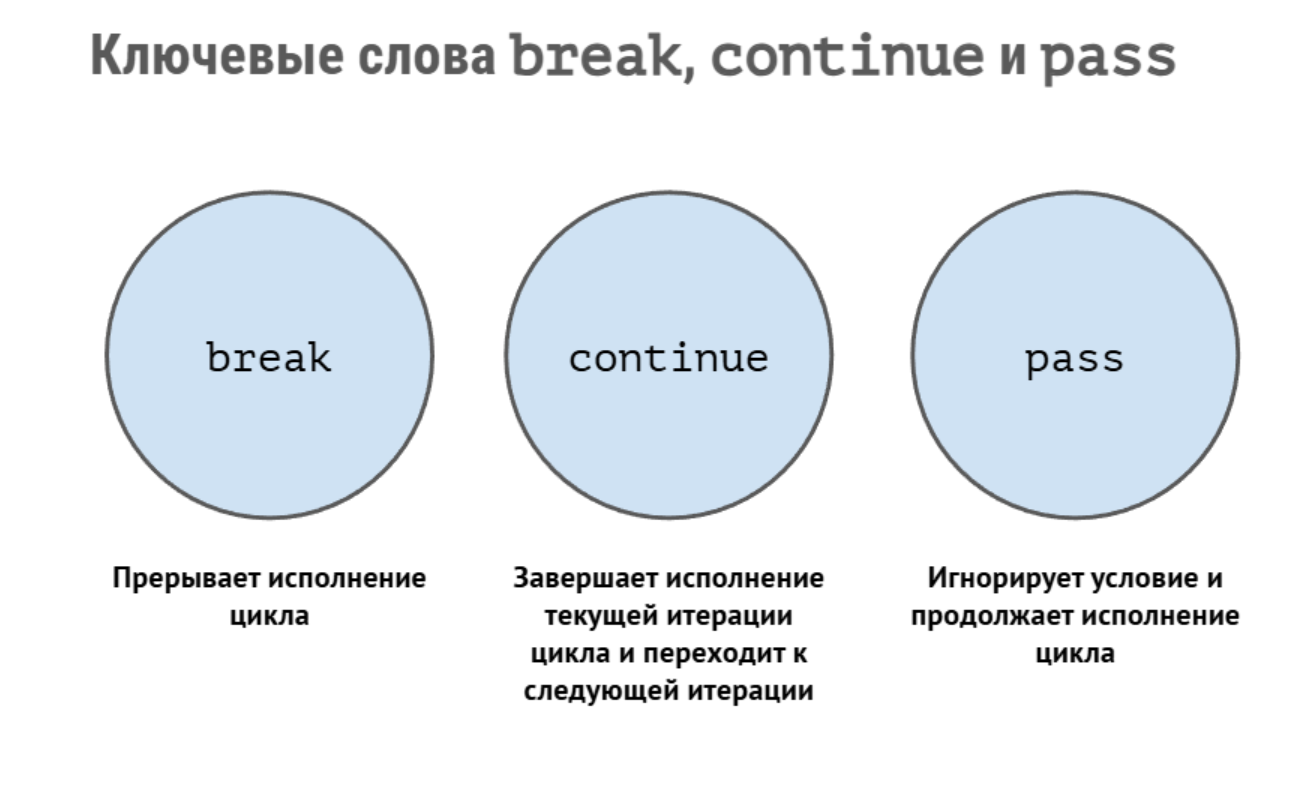 Ключевые слова break, continue и pass
break
continue
pass
Прерывает исполнение
цикла
Завершает исполнение
текущей итерации
цикла и переходит к
следующей итерации
Игнорирует условие и
продолжает исполнение
цикла